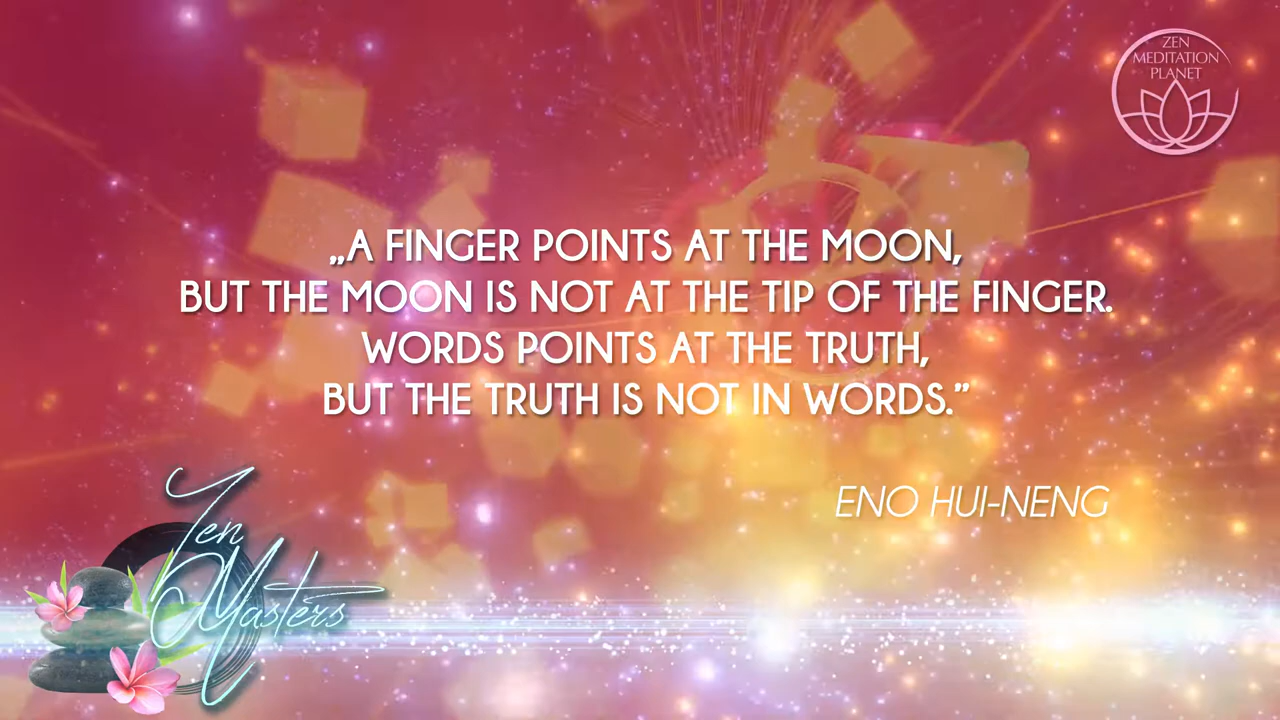 ZEN
MEDITATION
PLANET
„A FINGER POINTS AT THE MOON,
BUT THE MOON IS NOT AT THE TIP OF THE FINGER.
WORDS POINTS AT THE TRUTH,
BUT THE TRUTH IS NOT IN WORDS.”
ENO HUI-NENG
Zen
Masters